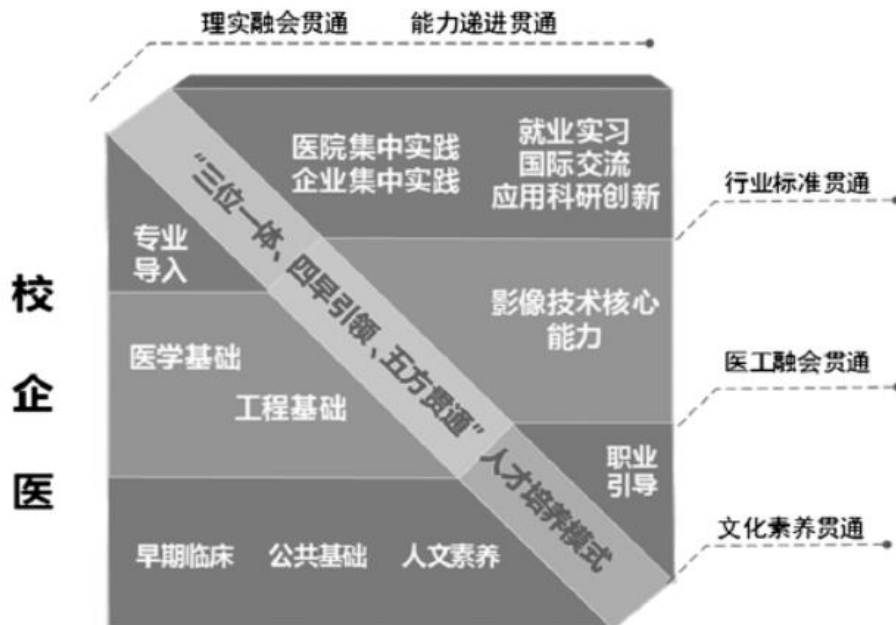 理实融会贯通 能力递进贯通
医院集中实践
企业集中实践
就业实习
国际交流
应用科研创新
行业标准贯通
专业
导入
“三位一体、四早引领、五方贯通”人才培养模式
影像技术核心
能力
校
企
医
医学基础
工程基础
医工融会贯通
职业
引导
文化素养贯通
早期临床 公共基础 人文素养